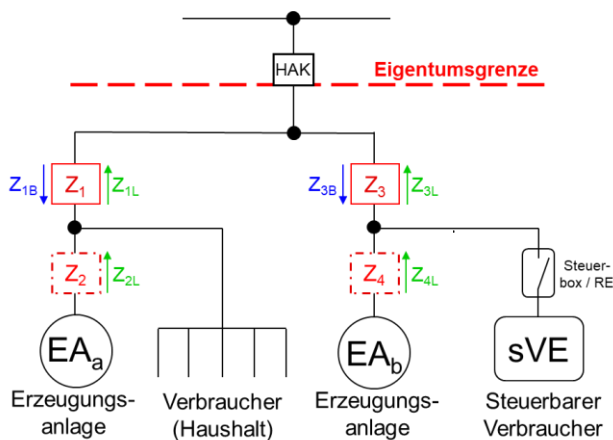 HAK
Eigentumsgrenze
Z1B
Z1
Z1L
Z3B
Z3
Z3L
Z2
Z2L
Z4
Z4L
Steuer-
box / RE
EAa
EAb
sVE
Erzeugungs-
anlage
Verbraucher
(Haushalt)
Erzeugungs-
anlage
Steuerbarer
Verbraucher